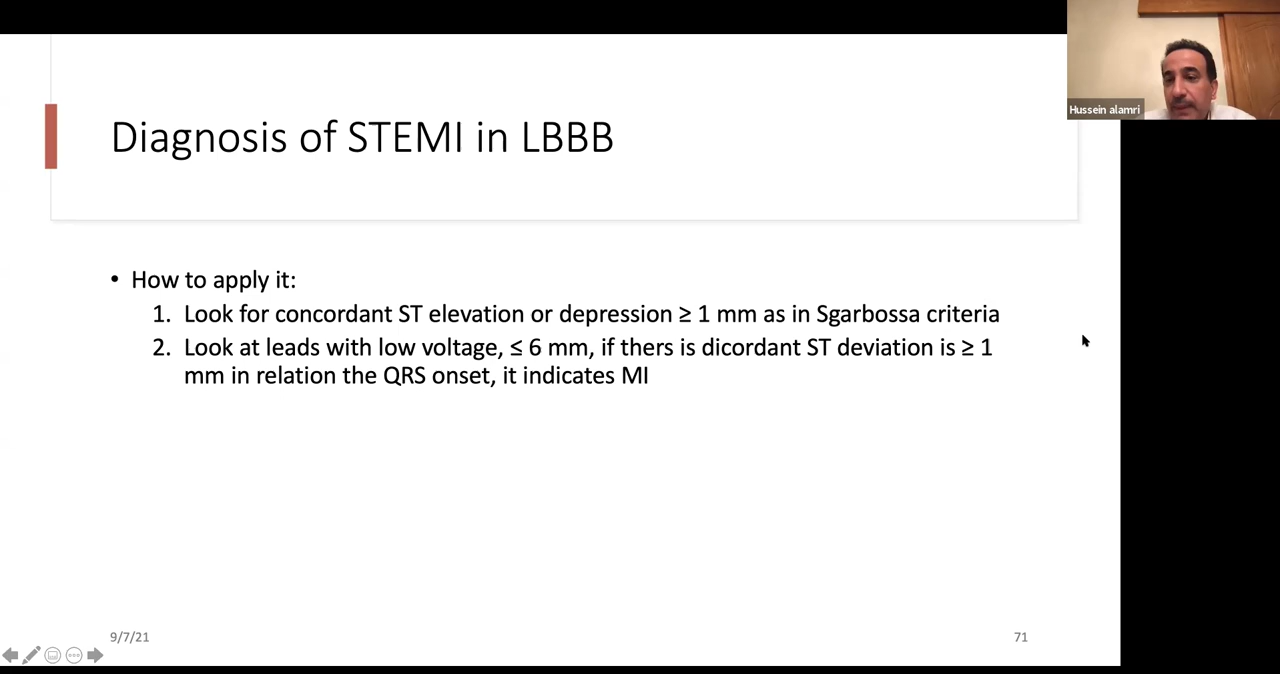 Hussein alamri
Diagnosis of STEMI in LBBB
• How to apply it:
1. Look for concordant ST elevation or depression ≥ 1 mm as in Sgarbossa criteria
2. Look at leads with low voltage, ≤ 6 mm, if thers is dicordant ST deviation is ≥ 1
mm in relation the QRS onset, it indicates MI
9/7/21
71